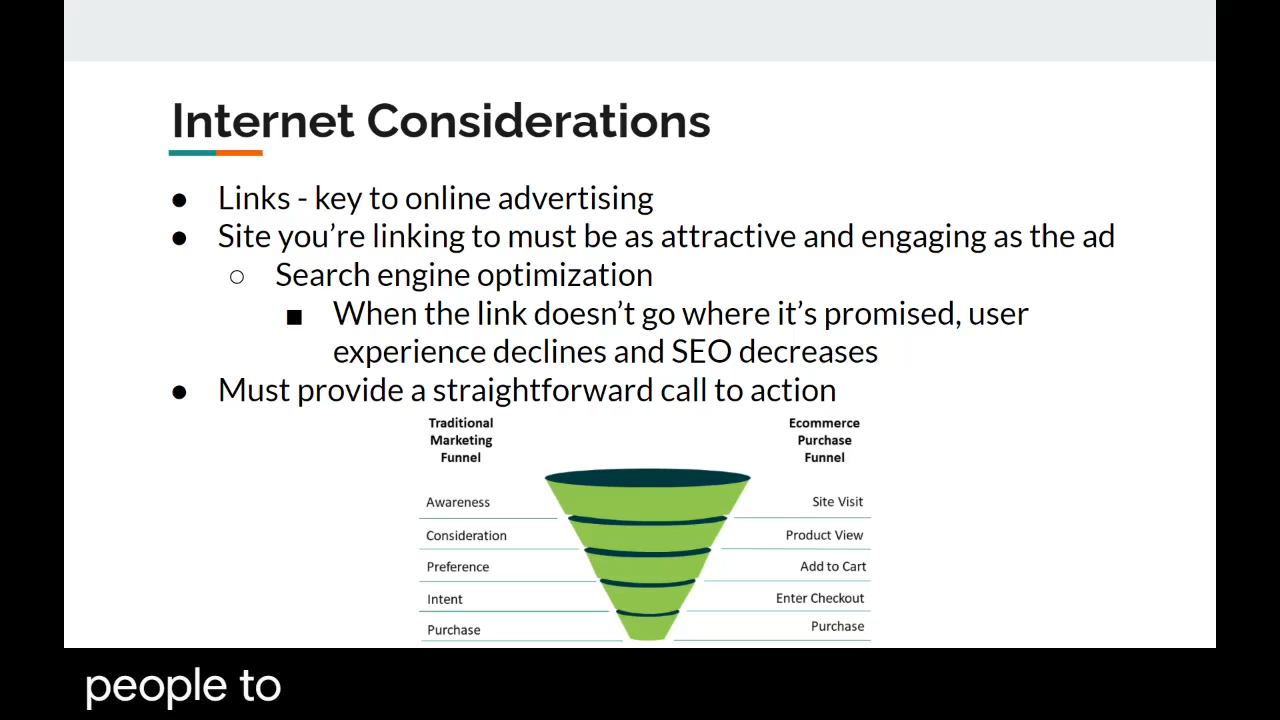 Internet Considerations
● Links - key to online advertising
● Site you’re linking to must be as attractive and engaging as the ad
○ Search engine optimization
■ When the link doesn’t go where it’s promised, user
experience declines and SEO decreases
● Must provide a straightforward call to action
Traditional
Marketing
Funnel
Ecommerce
Purchase
Funnel
Awareness
Site Visit
Consideration
Product View
Preference
Add to Cart
Intent
Enter Checkout
Purchase
Purchase
people to